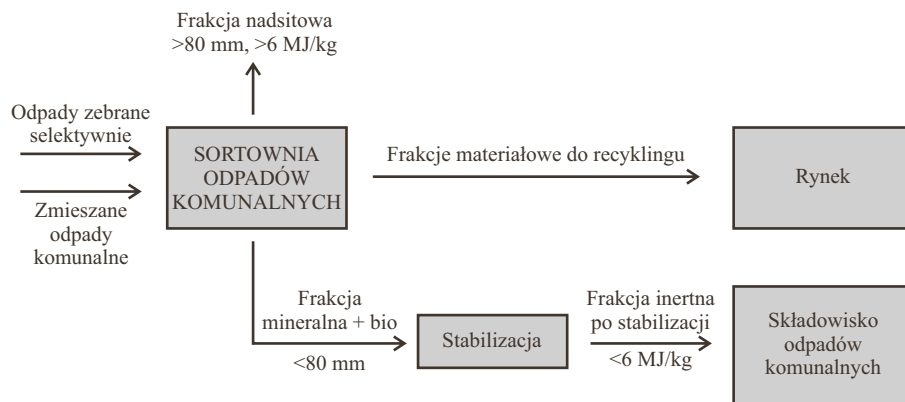 Frakcja nadsitowa
>80 mm, >6 MJ/kg
Odpady zebrane
selektywnie
Zmieszane
odpady
komunalne
SORTOWNIA
ODPADÓW
KOMUNALNYCH
Frakcje materiałowe do recyklingu
Rynek
Frakcja
mineralna + bio
<80 mm
Stabilizacja
Frakcja inertna
po stabilizacji
<6 MJ/kg
Składowisko
odpadów
komunalnych